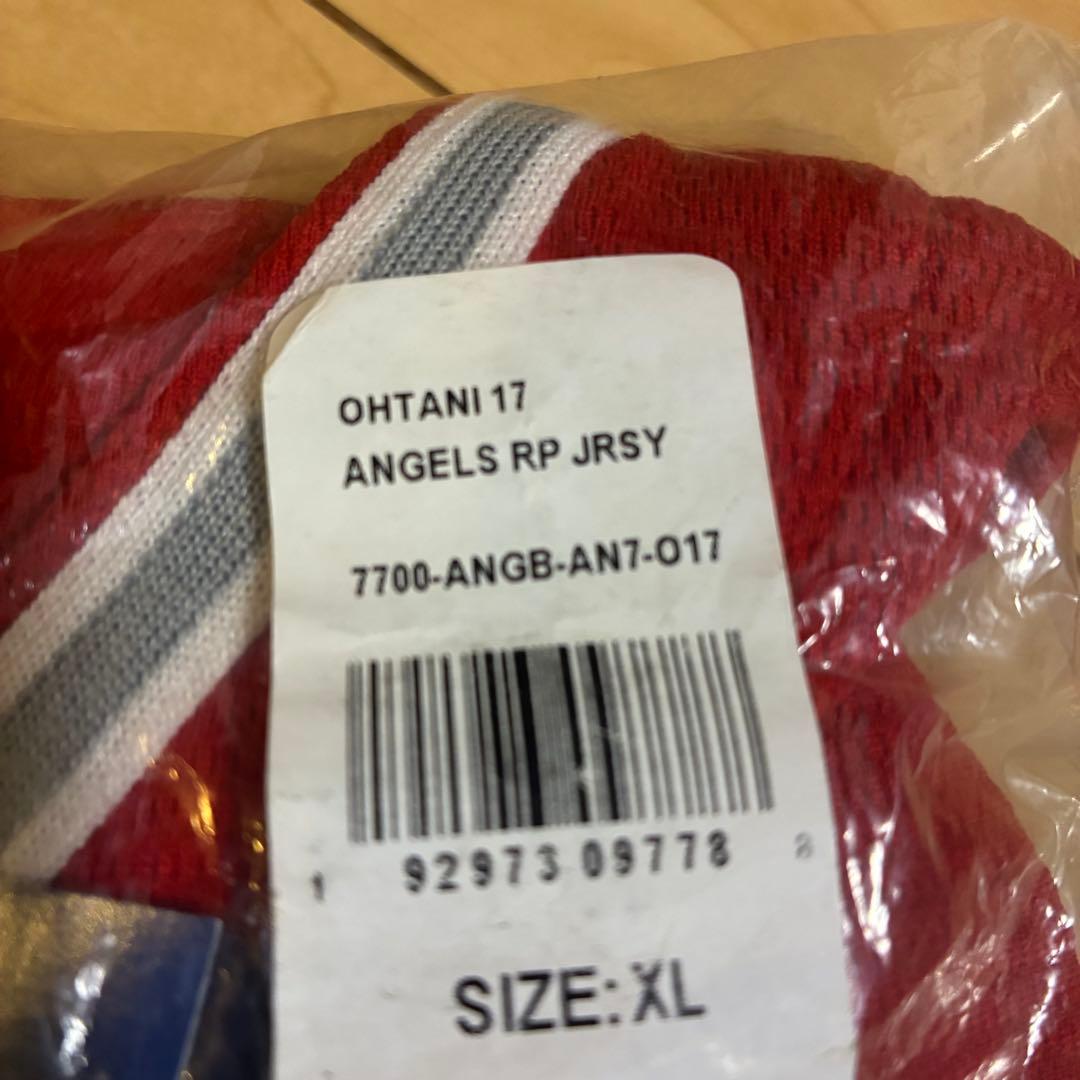 OHTANI 17
ANGELS RP JRSY
7700-ANGB-AN7-O17
1 92973 09778 8
SIZE: XL